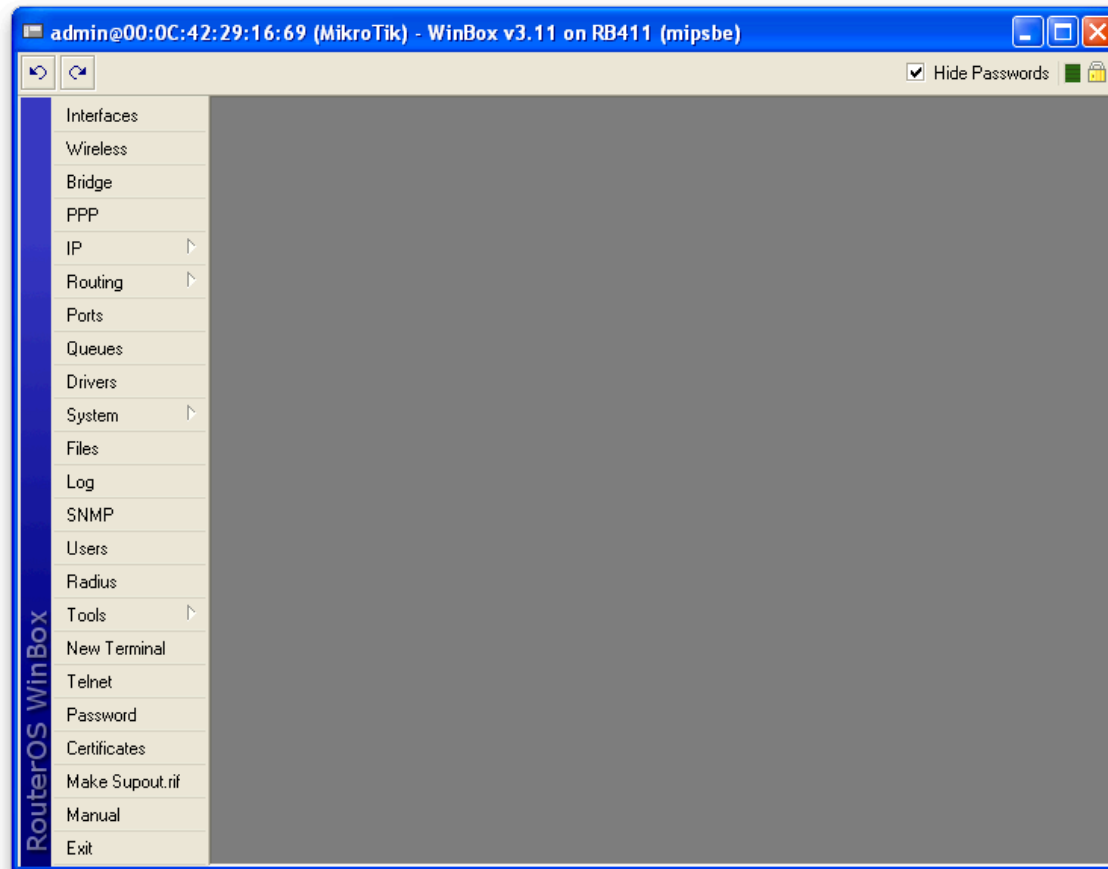 admin@00:0C:42:29:16:69 (MikroTik) - WinBox v3.11 on RB411 (mipsbe)
Hide Passwords
Interfaces
Wireless
Bridge
PPP
IP
Routing
Ports
Queues
Drivers
System
Files
Log
SNMP
Users
Radius
Tools
New Terminal
Telnet
Password
Certificates
Make Supout.rif
Manual
Exit
RouterOS WinBox